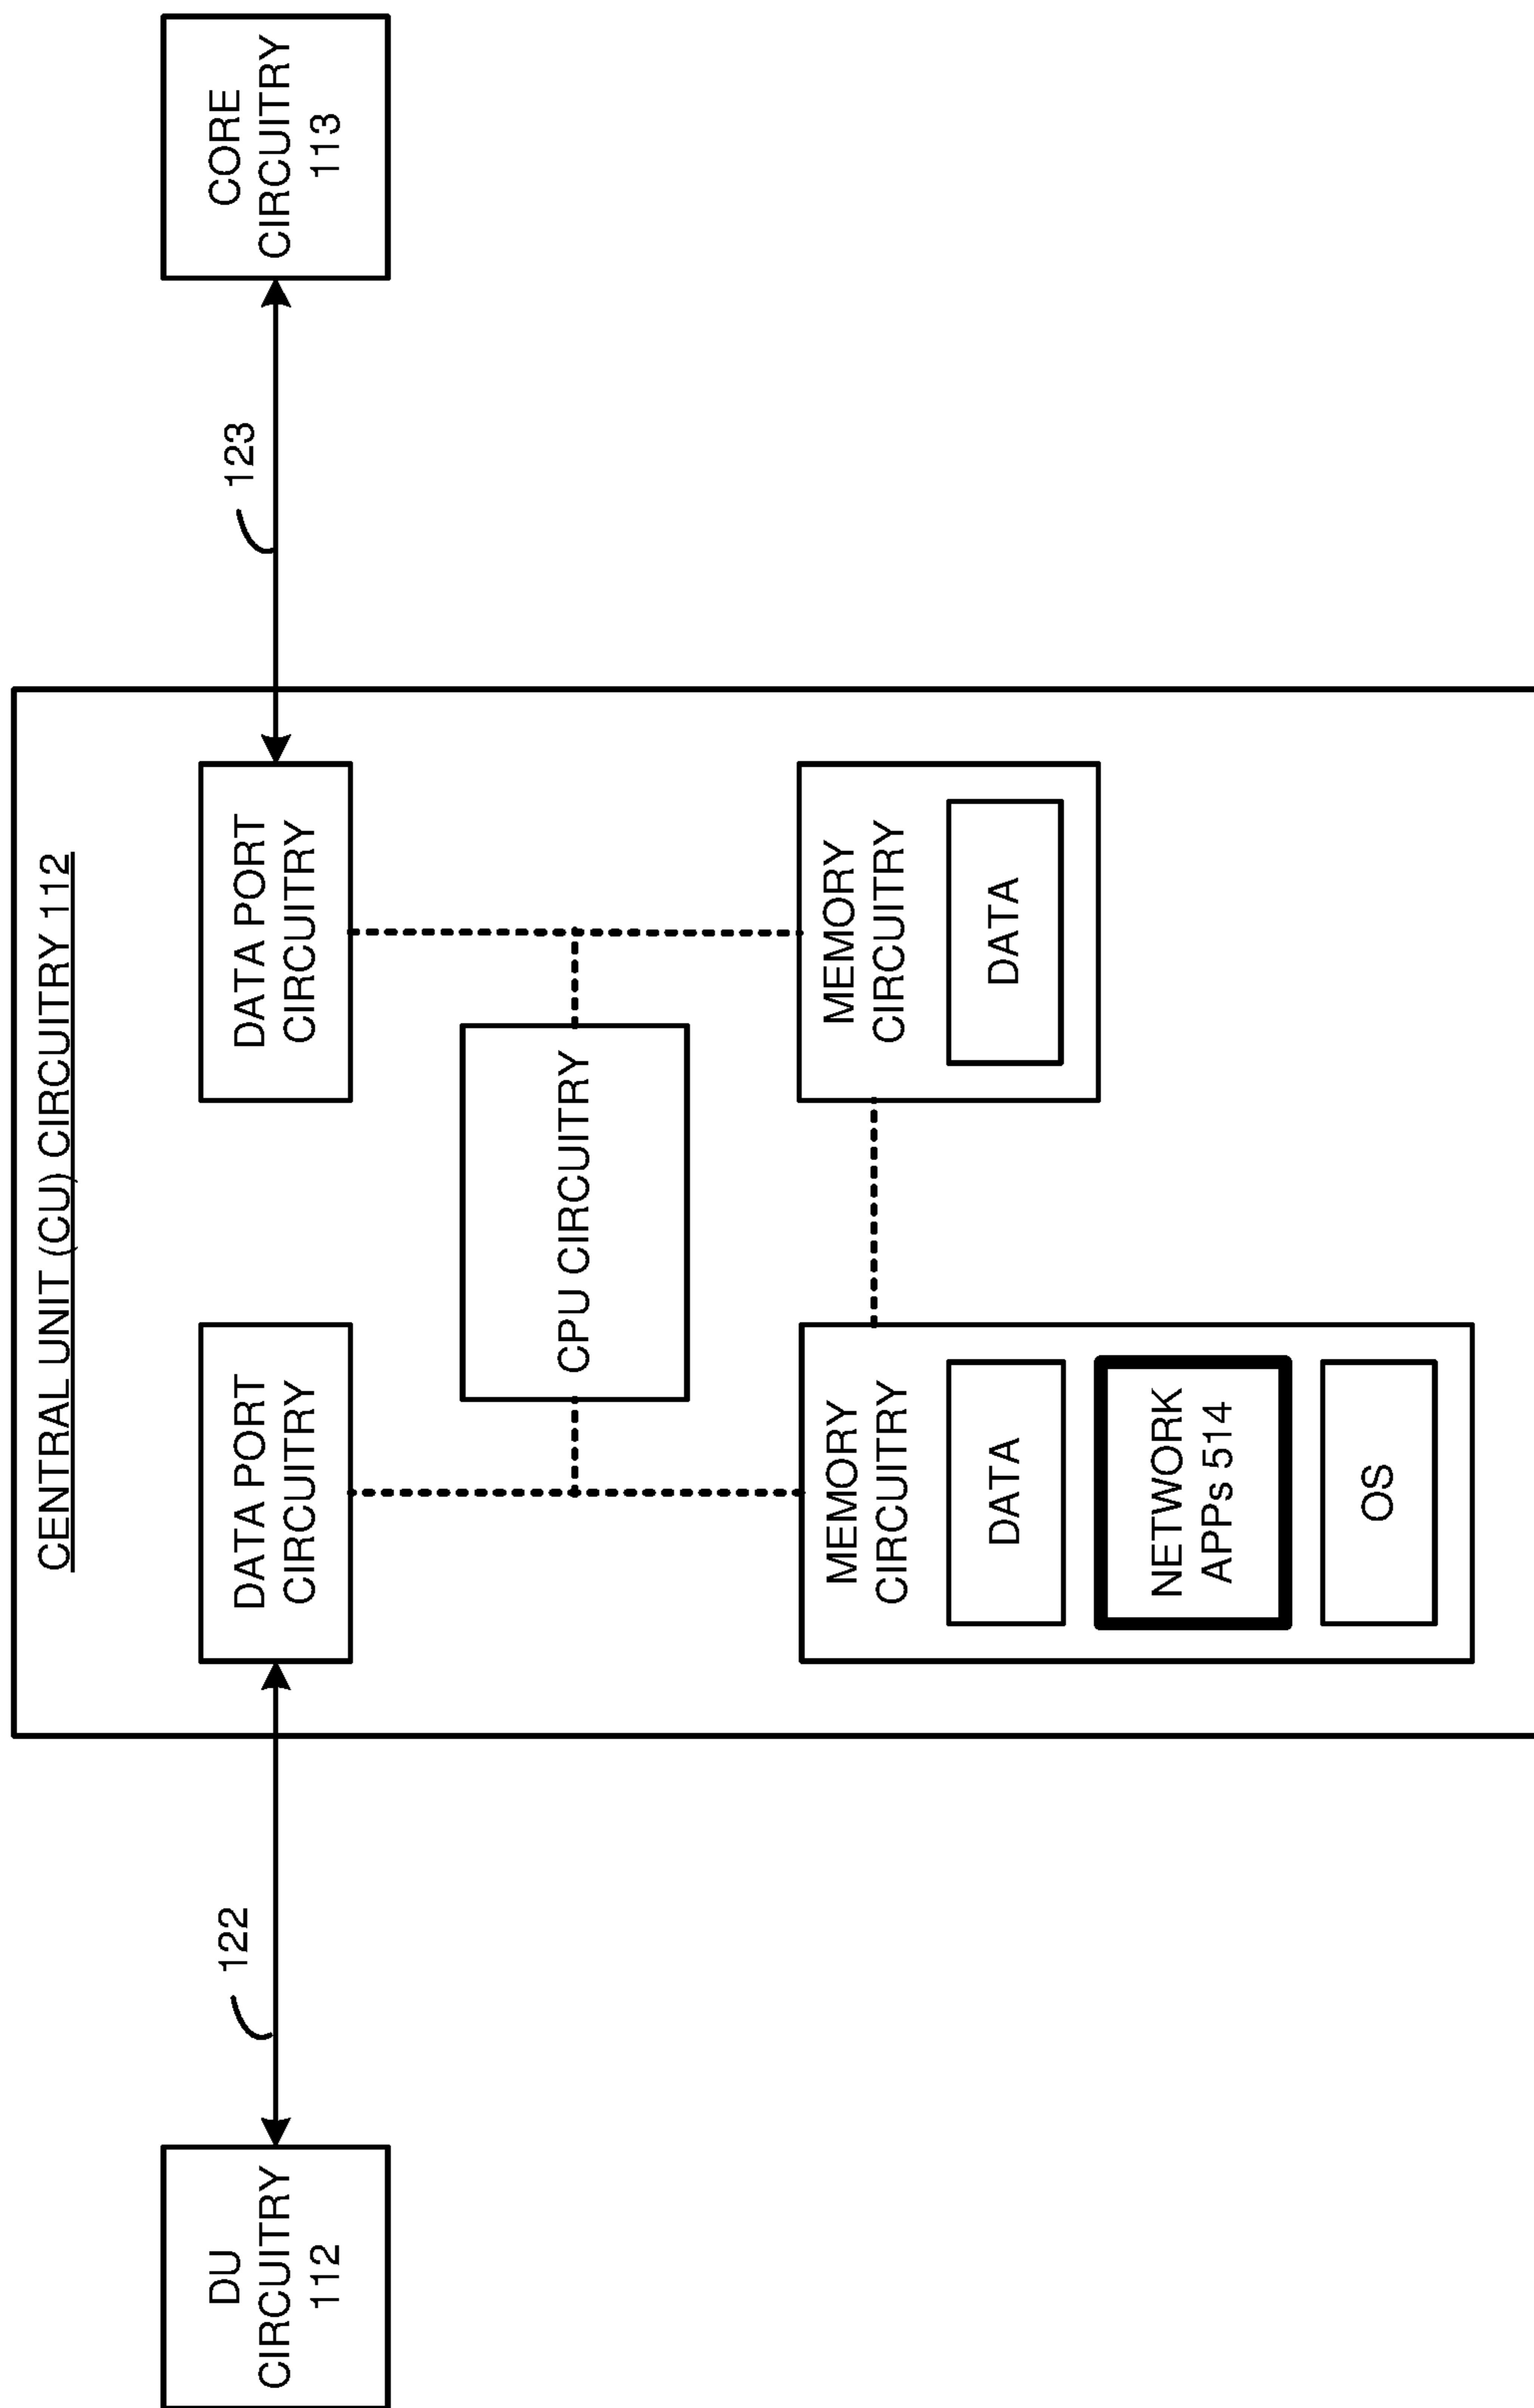 CENTRAL UNIT (CU) CIRCUITRY 112
DU
CIRCUITRY
112
122
DATA PORT
CIRCUITRY
DATA PORT
CIRCUITRY
123
CORE
CIRCUITRY
113
CPU CIRCUITRY
MEMORY
CIRCUITRY
DATA
NETWORK
APPs 514
OS
MEMORY
CIRCUITRY
DATA